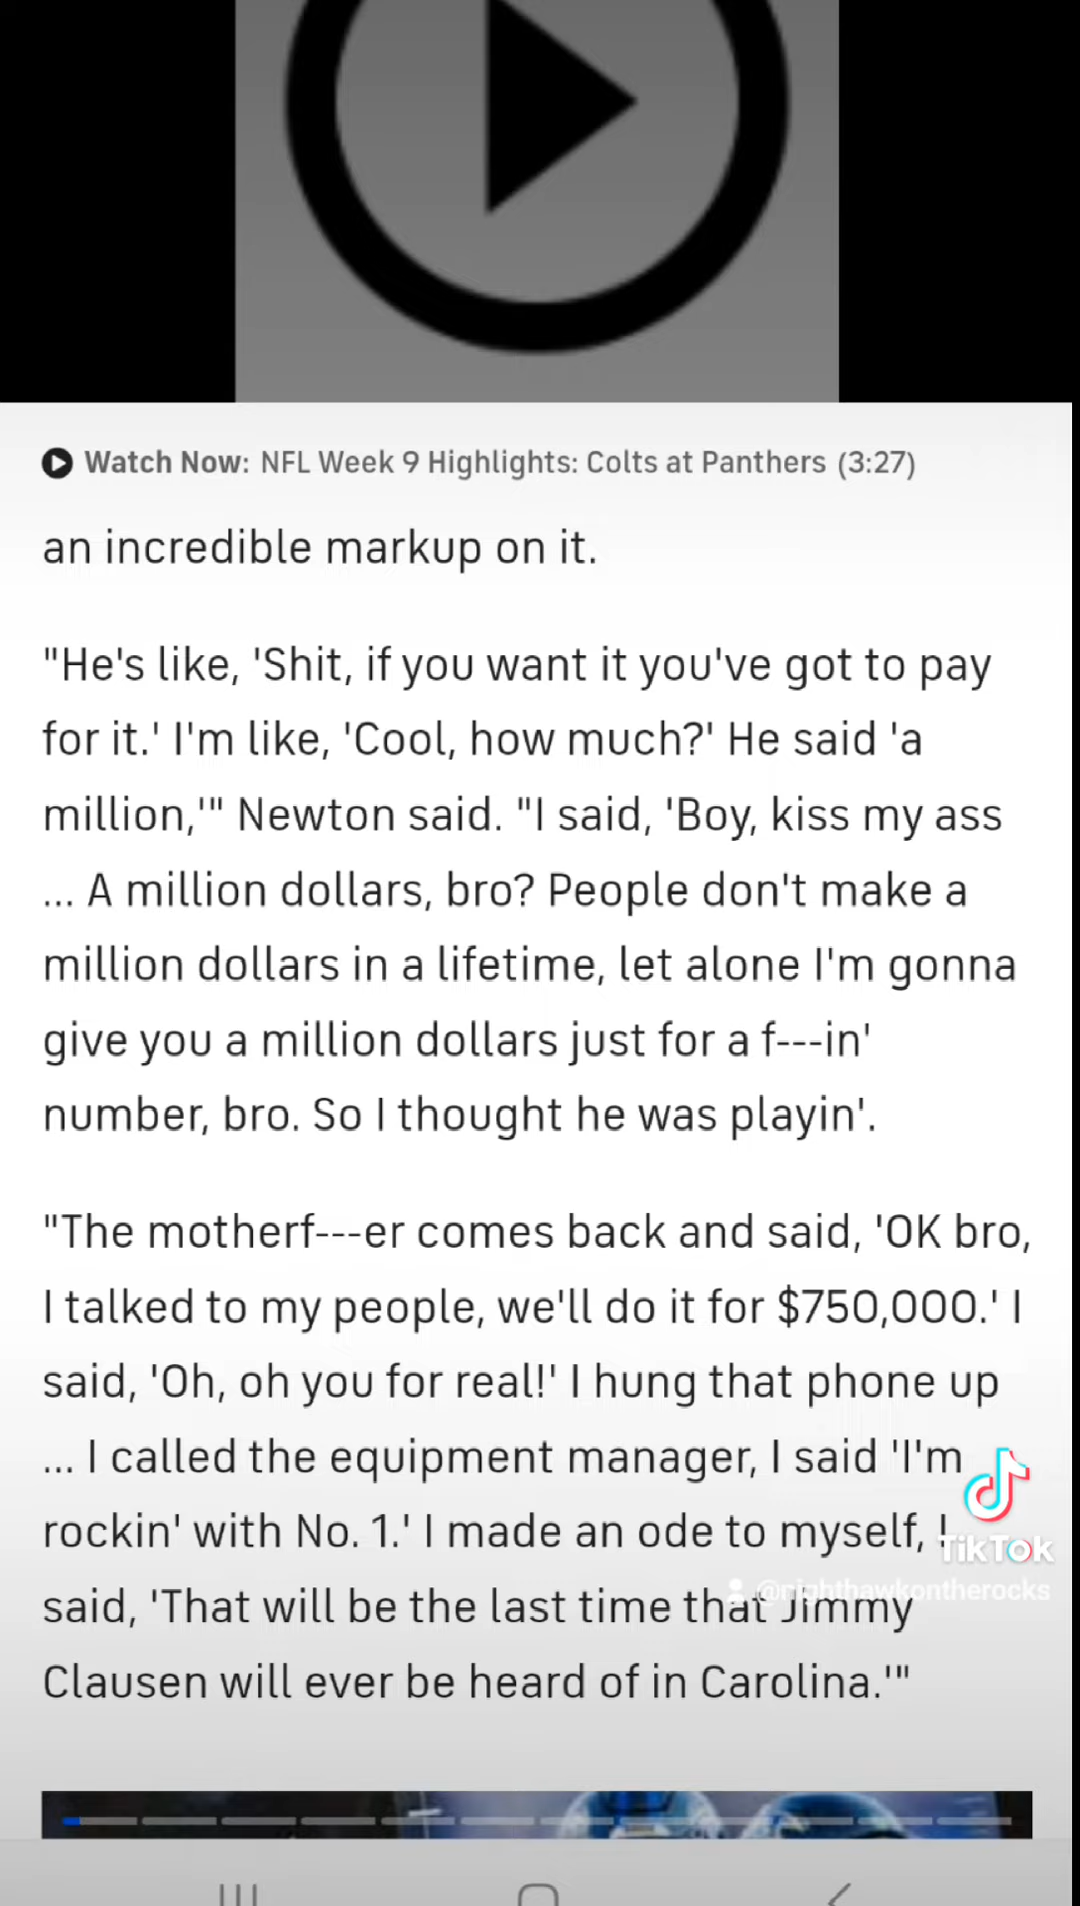 Watch Now: NFL Week 9 Highlights: Colts at Panthers (3:27)
an incredible markup on it.
"He's like, 'Shit, if you want it you've got to pay
for it.' I'm like, 'Cool, how much?' He said 'a
million,'" Newton said. "I said, 'Boy, kiss my ass
... A million dollars, bro? People don't make a
million dollars in a lifetime, let alone I'm gonna
give you a million dollars just for a f---in'
number, bro. So I thought he was playin'.
"The motherf---er comes back and said, 'OK bro,
I talked to my people, we'll do it for $750,000.' I
said, 'Oh, oh you for real!' I hung that phone up
... I called the equipment manager, I said 'I'm
rockin' with No. 1.' I made an ode to myself, I
TikTok
@righthawkontherocks
said, 'That will be the last time that Jimmy
Clausen will ever be heard of in Carolina.'"